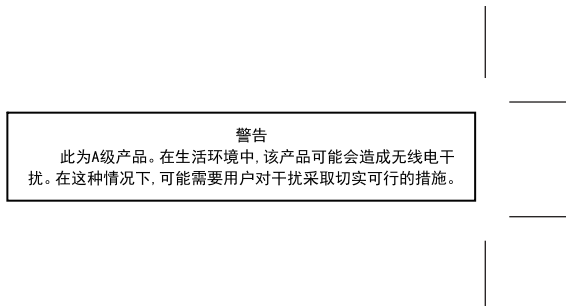 警告
此为A级产品。在生活环境中,该产品可能会造成无线电干
扰。在这种情况下,可能需要用户对干扰采取切实可行的措施。